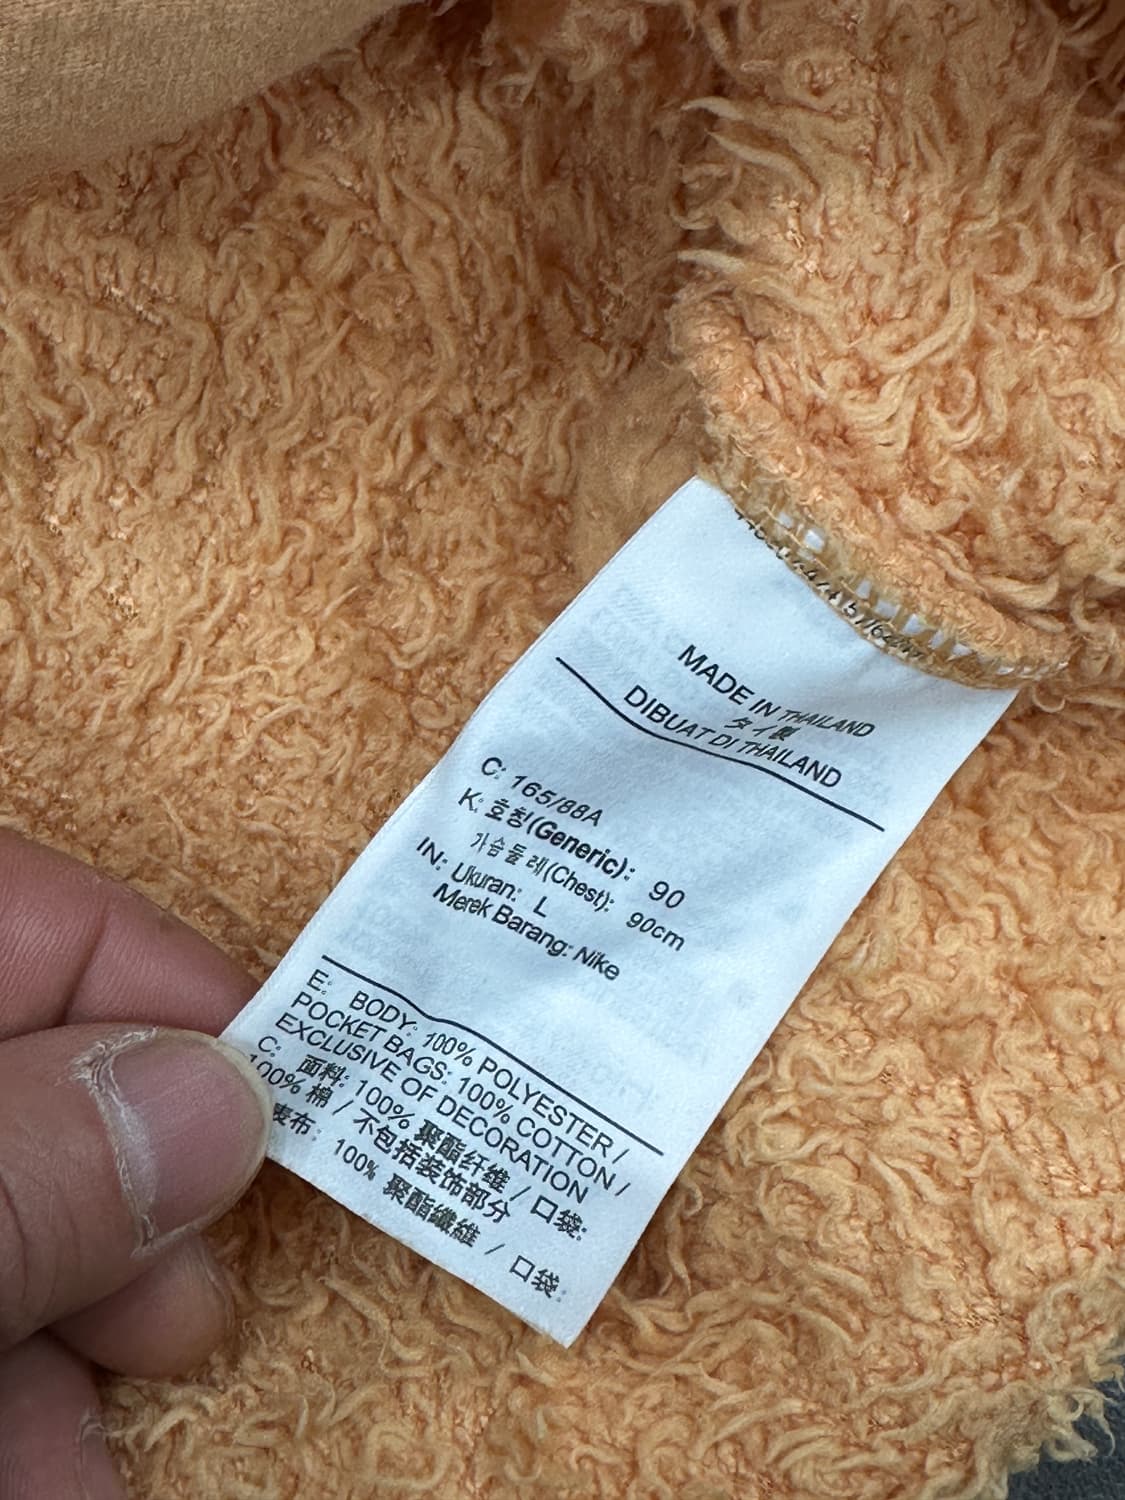 MADE IN THAILAND
タイ製
DIBUAT DI THAILAND
C: 165/88A
K: 호칭(Generic): 90
가슴둘레(Chest): 90cm
IN: Ukuran: L
Merek Barang: Nike
E: BODY: 100% POLYESTER /
POCKET BAGS: 100% COTTON /
EXCLUSIVE OF DECORATION
C: 面料: 100% 聚酯纤维 / 口袋:
100% 棉 / 不包括装饰部分
表布: 100% 聚酯纖維 / 口袋: